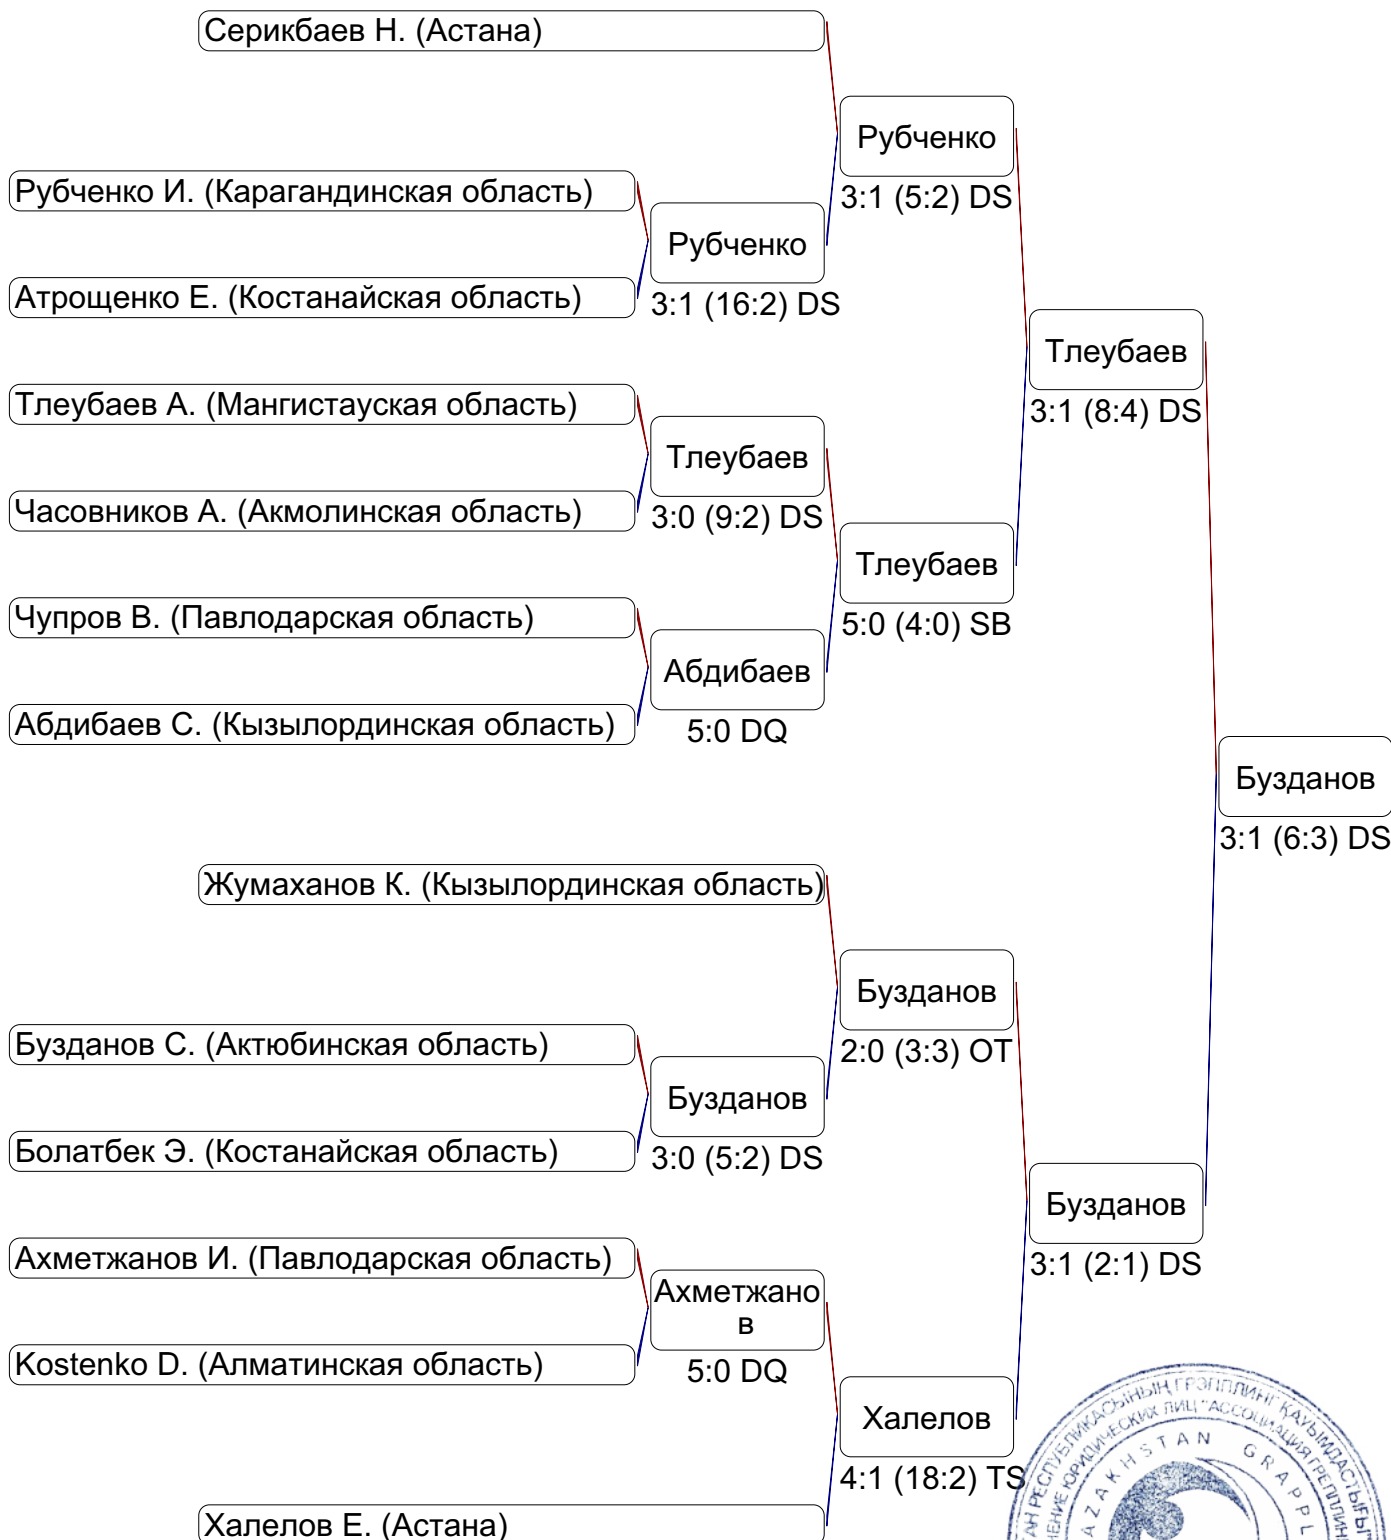 Серикбаев Н. (Астана)
Рубченко
3:1 (5:2) DS
Рубченко И. (Карагандинская область)
Рубченко
3:1 (16:2) DS
Атрощенко Е. (Костанайская область)
Тлеубаев
3:1 (8:4) DS
Тлеубаев А. (Мангистауская область)
Тлеубаев
3:0 (9:2) DS
Часовников А. (Акмолинская область)
Тлеубаев
5:0 (4:0) SB
Чупров В. (Павлодарская область)
Абдибаев
5:0 DQ
Абдибаев С. (Кызылординская область)
Бузданов
3:1 (6:3) DS
Жумаханов К. (Кызылординская область)
Бузданов
2:0 (3:3) OT
Бузданов С. (Актюбинская область)
Бузданов
3:0 (5:2) DS
Болатбек Э. (Костанайская область)
Бузданов
3:1 (2:1) DS
Ахметжанов И. (Павлодарская область)
Ахметжано
в
5:0 DQ
Kostenko D. (Алматинская область)
Халелов
4:1 (18:2) TS
Халелов Е. (Астана)